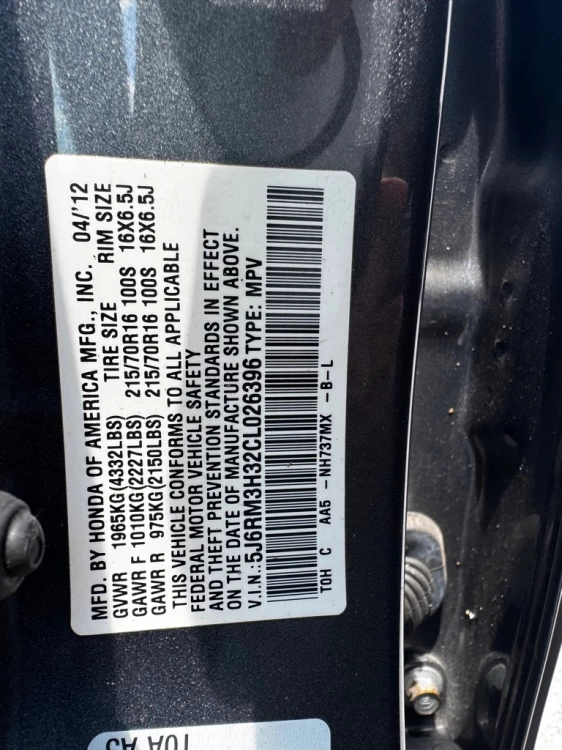 MFD. BY HONDA OF AMERICA MFG., INC. 04/'12
GVWR 1965KG(4332LBS) TIRE SIZE RIM SIZE
GAWR F 1010KG(2227LBS) 215/70R16 100S 16X6.5J
GAWR R 975KG(2150LBS) 215/70R16 100S 16X6.5J
THIS VEHICLE CONFORMS TO ALL APPLICABLE
FEDERAL MOTOR VEHICLE SAFETY
AND THEFT PREVENTION STANDARDS IN EFFECT
ON THE DATE OF MANUFACTURE SHOWN ABOVE.
V.I.N.: 5J6RM3H32CL026396 TYPE: MPV
TOH C AA5 -NH737MX -B-L